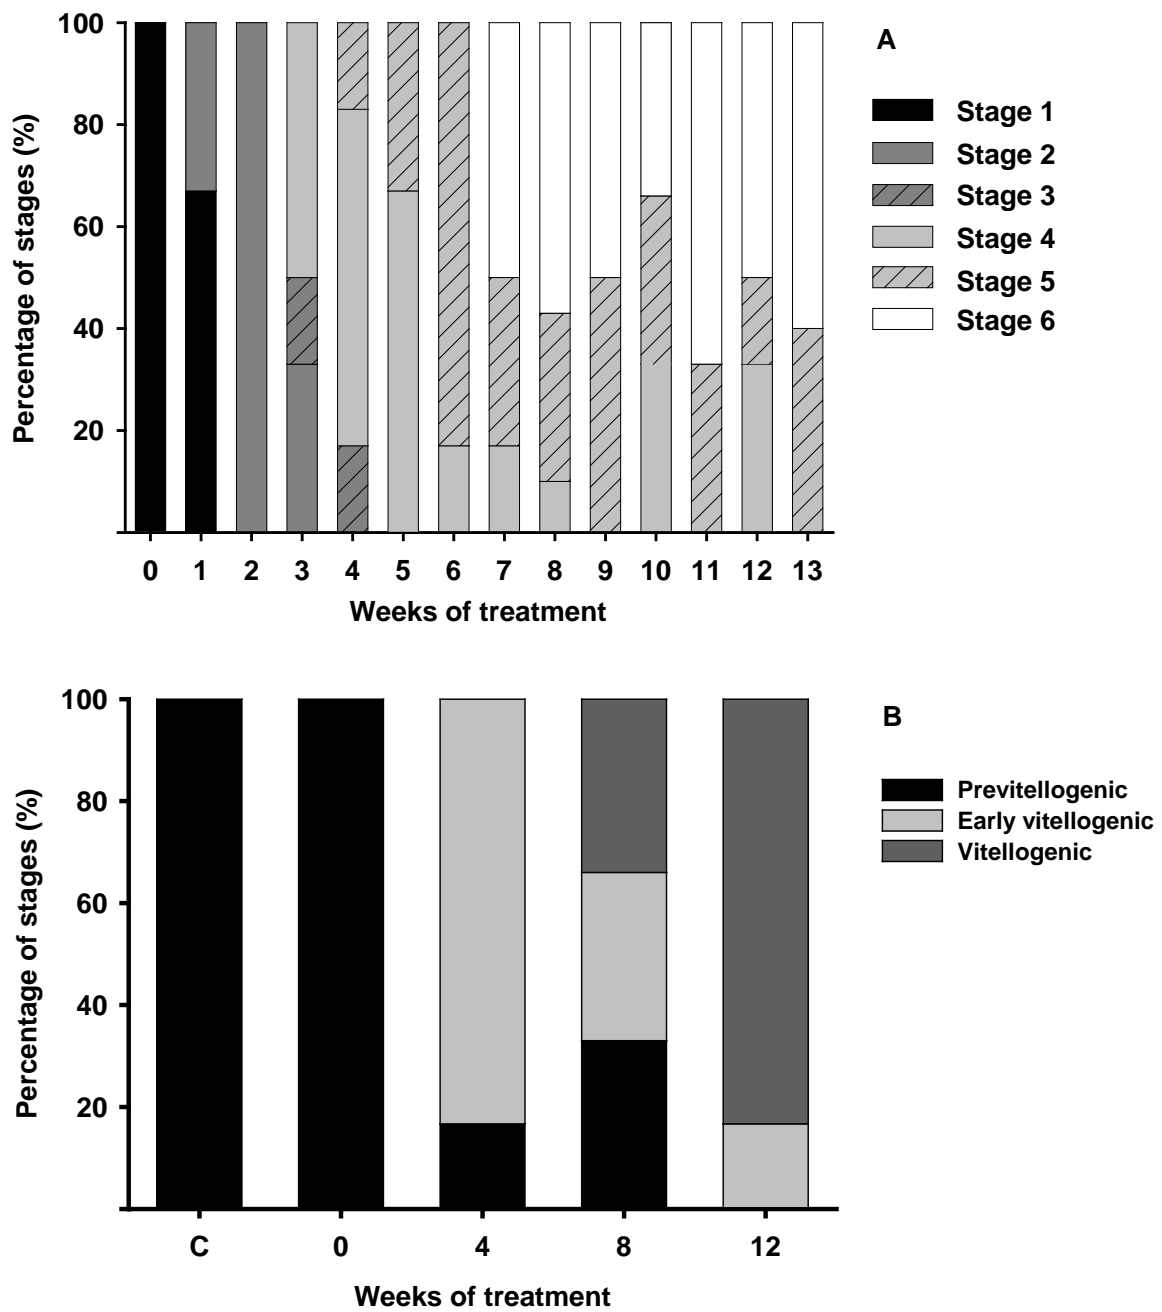 A
Percentage of stages (%)
100
80
60
40
20
0 1 2 3 4 5 6 7 8 9 10 11 12 13
Weeks of treatment
Stage 1
Stage 2
Stage 3
Stage 4
Stage 5
Stage 6
B
Percentage of stages (%)
100
80
60
40
20
C 0 4 8 12
Weeks of treatment
Previtellogenic
Early vitellogenic
Vitellogenic